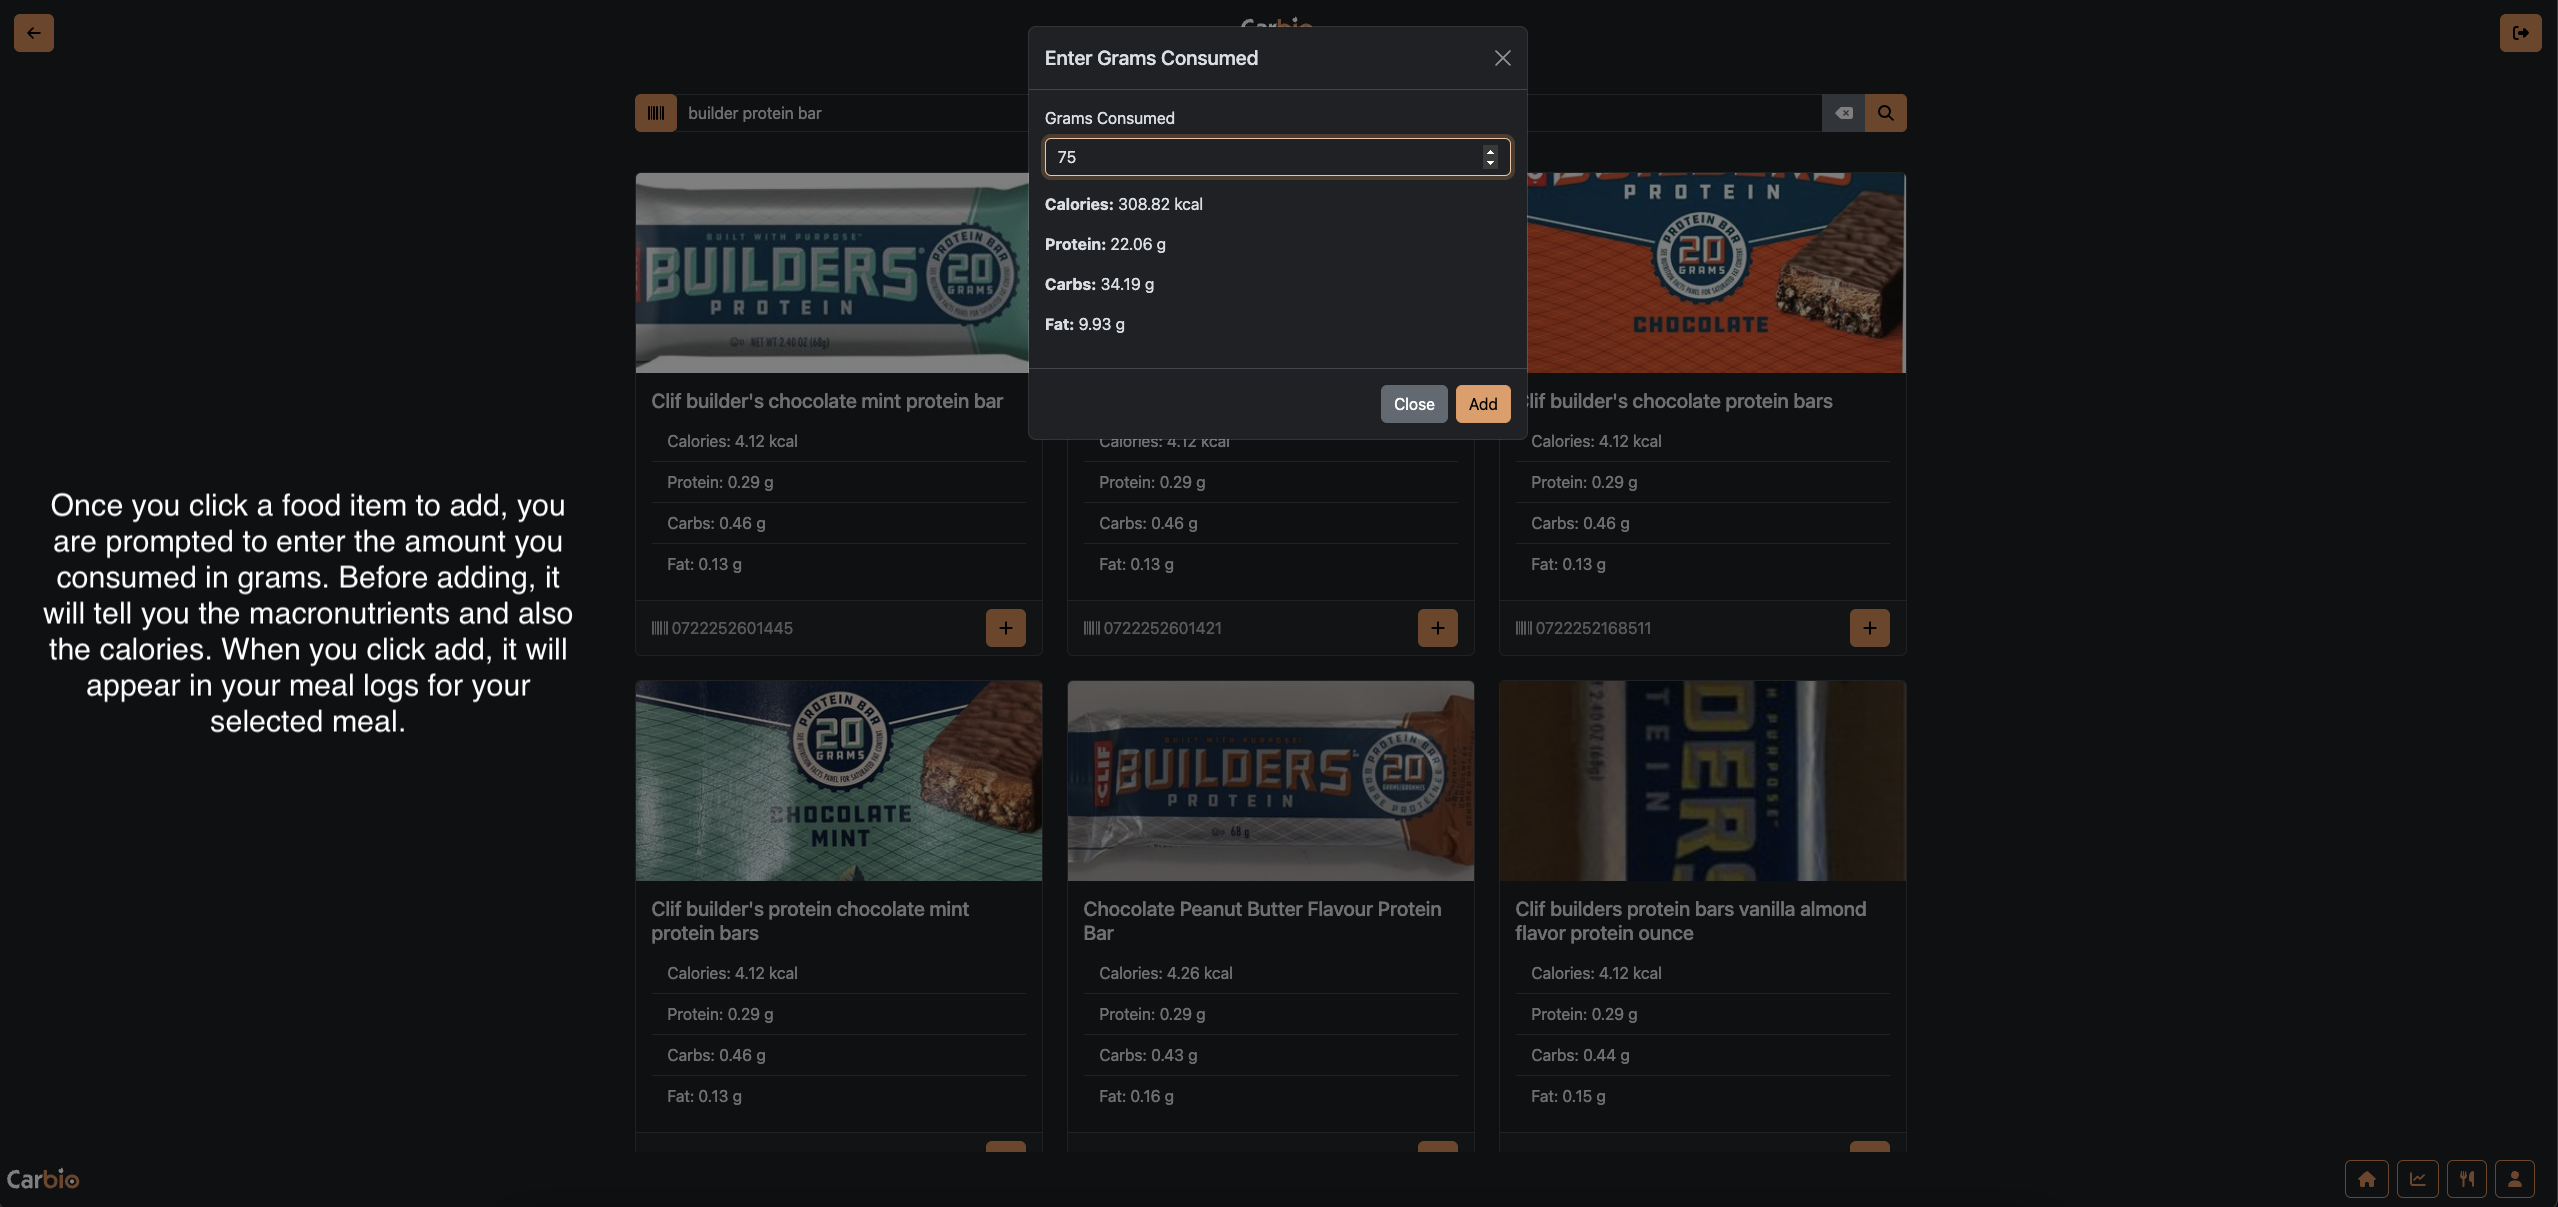 Enter Grams Consumed
builder protein bar
Grams Consumed
75
Calories: 308.82 kcal
Protein: 22.06 g
Carbs: 34.19 g
Fat: 9.93 g
Close
Add
BUILT WITH PURPOSE™
BUILDERS
PROTEIN
PROTEIN BAR
20
GRAMS
NET WT 2.40 OZ (68g)
PROTEIN
PROTEIN BAR
20
GRAMS
CHOCOLATE
Clif builder's chocolate mint protein bar
Calories: 4.12 kcal
Protein: 0.29 g
Carbs: 0.46 g
Fat: 0.13 g
0722252601445
Calories: 4.12 kcal
Protein: 0.29 g
Carbs: 0.46 g
Fat: 0.13 g
0722252601421
lif builder's chocolate protein bars
Calories: 4.12 kcal
Protein: 0.29 g
Carbs: 0.46 g
Fat: 0.13 g
0722252168511
Once you click a food item to add, you
are prompted to enter the amount you
consumed in grams. Before adding, it
will tell you the macronutrients and also
the calories. When you click add, it will
appear in your meal logs for your
selected meal.
PROTEIN BAR
20
GRAMS
CHOCOLATE
MINT
Clif builder's protein chocolate mint
protein bars
Calories: 4.12 kcal
Protein: 0.29 g
Carbs: 0.46 g
Fat: 0.13 g
BUILT WITH PURPOSE™
CLIF
BUILDERS
PROTEIN
PROTEIN BAR
20
68 g
Chocolate Peanut Butter Flavour Protein
Bar
Calories: 4.26 kcal
Protein: 0.29 g
Carbs: 0.43 g
Fat: 0.16 g
Clif builders protein bars vanilla almond
flavor protein ounce
Calories: 4.12 kcal
Protein: 0.29 g
Carbs: 0.44 g
Fat: 0.15 g
Carbio